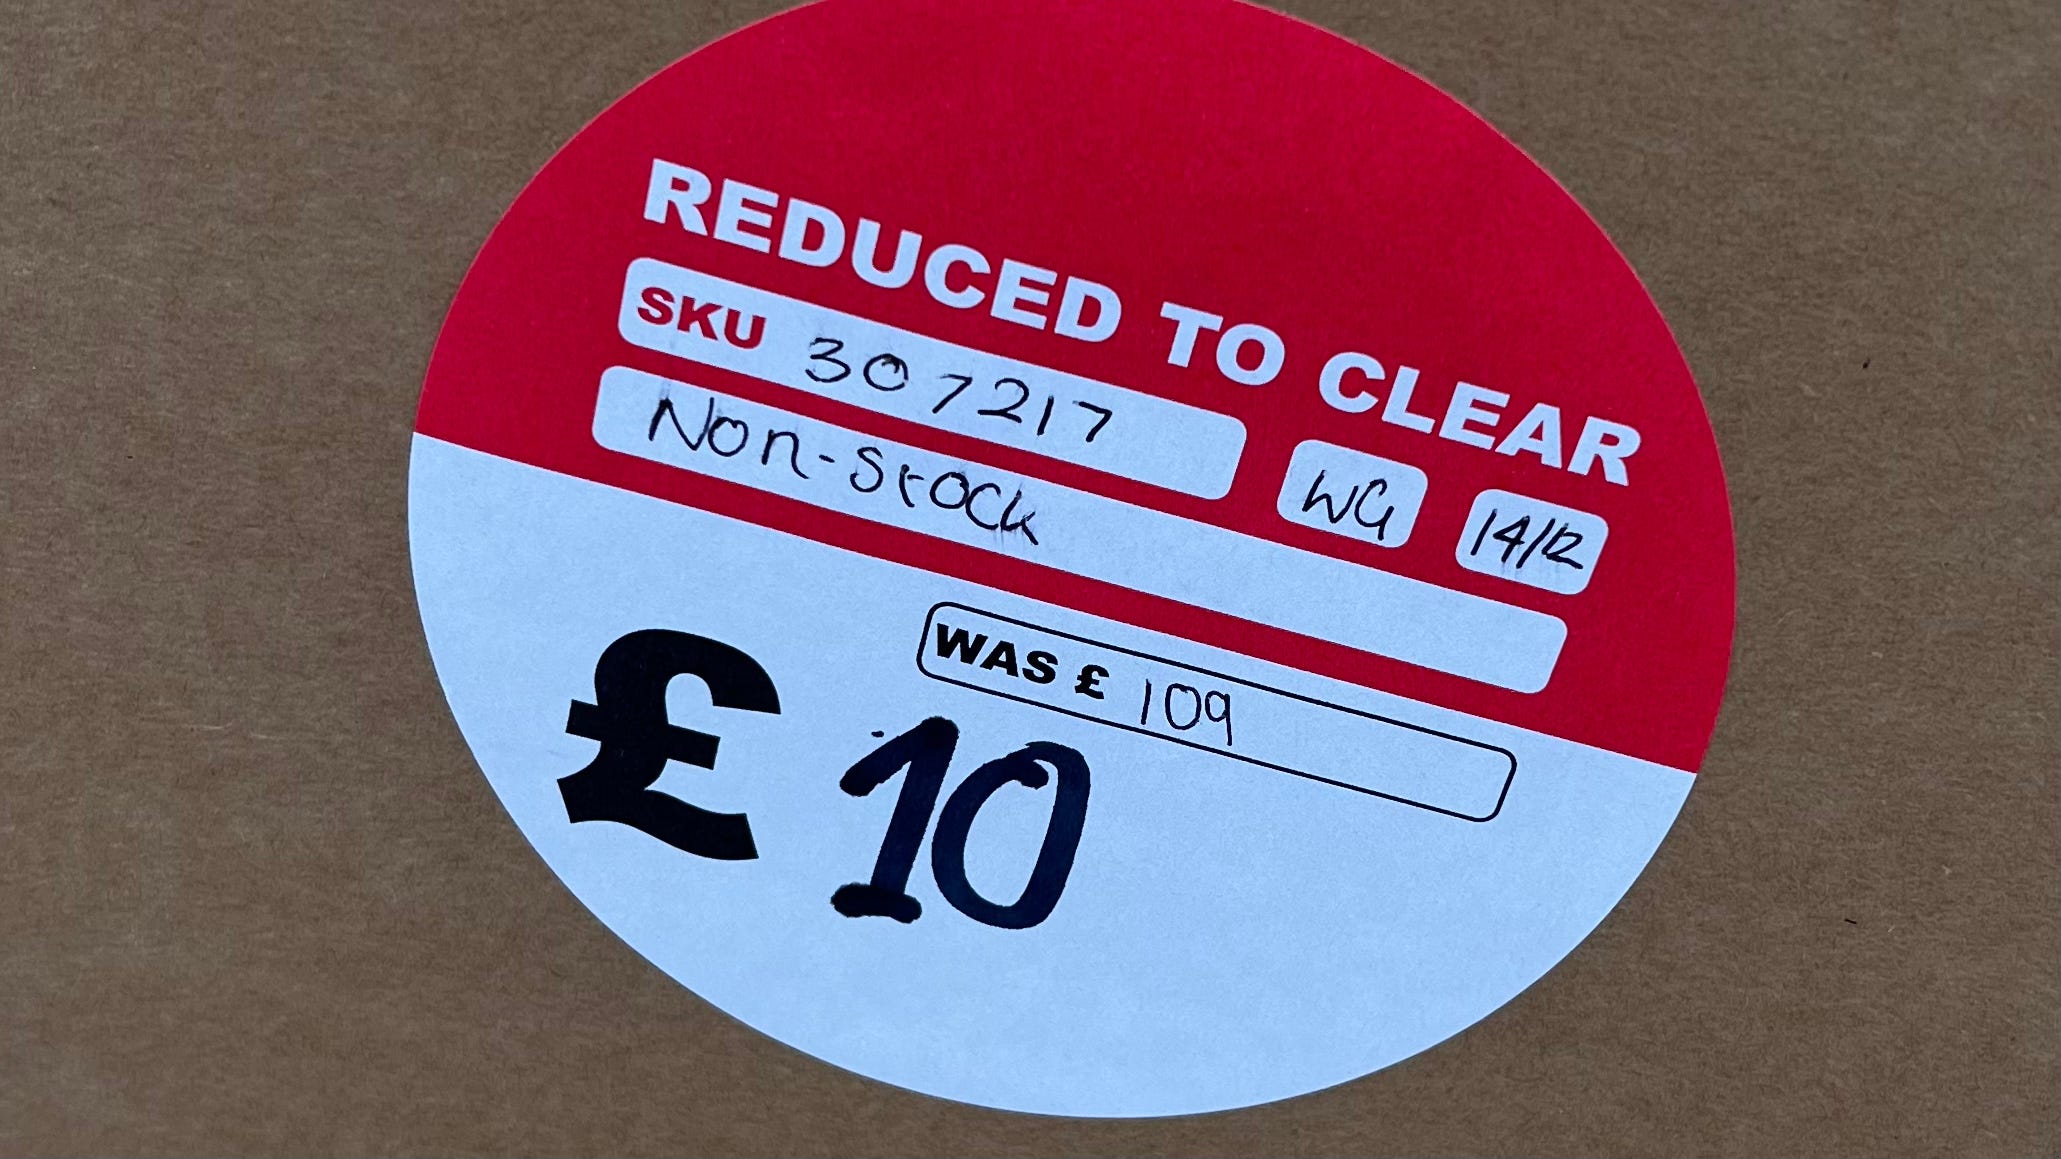 REDUCED TO CLEAR
SKU 307217 WG 14/12
Non-Stock
WAS £ 109
£ 10